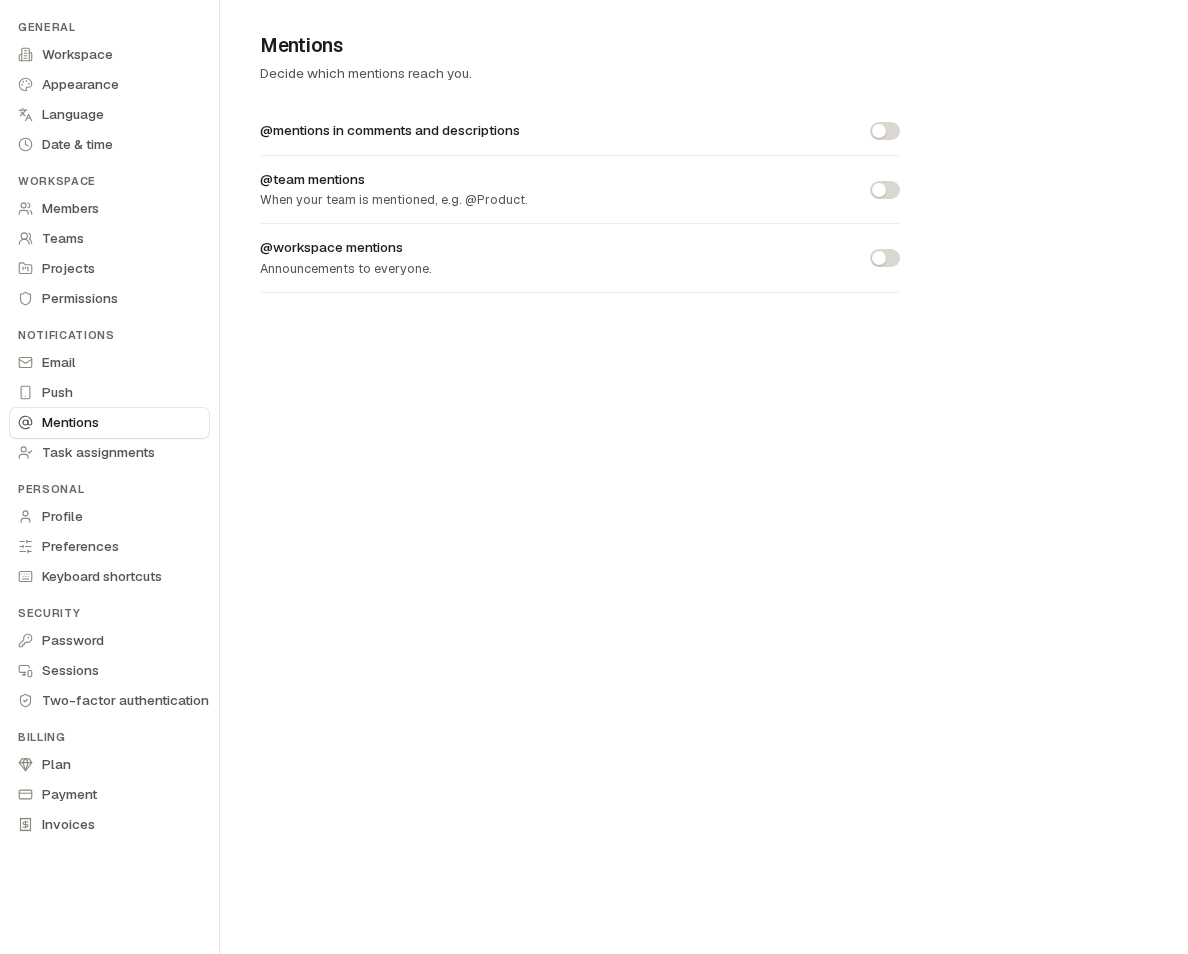 GENERAL
Workspace
Appearance
Language
Date & time
WORKSPACE
Members
Teams
Projects
Permissions
NOTIFICATIONS
Email
Push
Mentions
Task assignments
PERSONAL
Profile
Preferences
Keyboard shortcuts
SECURITY
Password
Sessions
Two-factor authentication
BILLING
Plan
Payment
Invoices
Mentions
Decide which mentions reach you.
@mentions in comments and descriptions
@team mentions
When your team is mentioned, e.g. @Product.
@workspace mentions
Announcements to everyone.